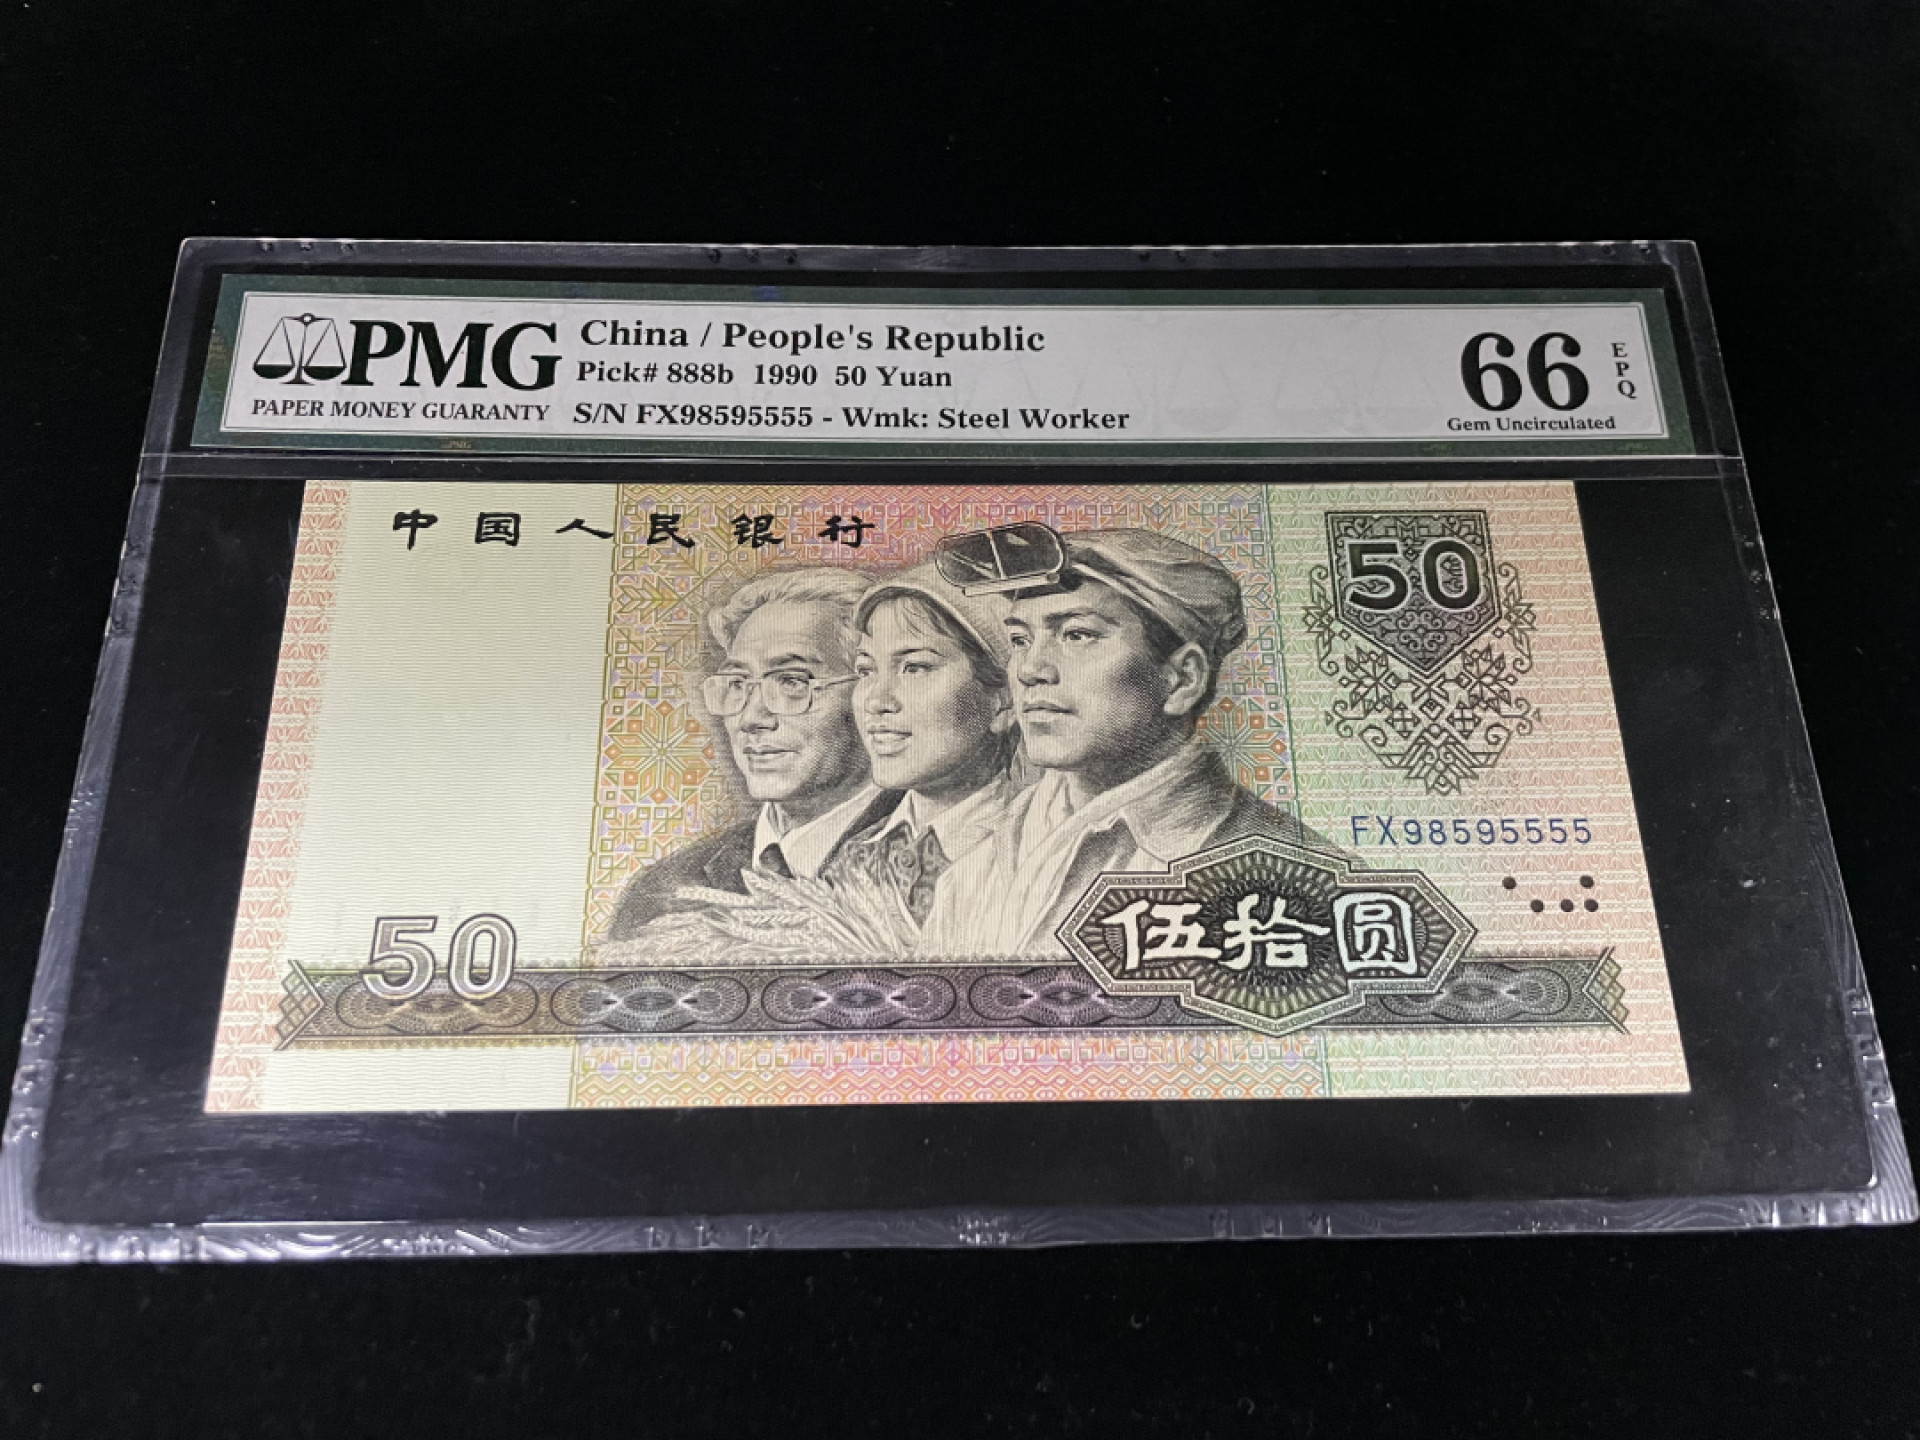 PMG
PAPER MONEY GUARANTY
China / People's Republic
Pick# 888b 1990 50 Yuan
S/N FX98595555 - Wmk: Steel Worker
66
EPQ
Gem Uncirculated
中国人民银行
50
FX98595555
50
伍拾圆